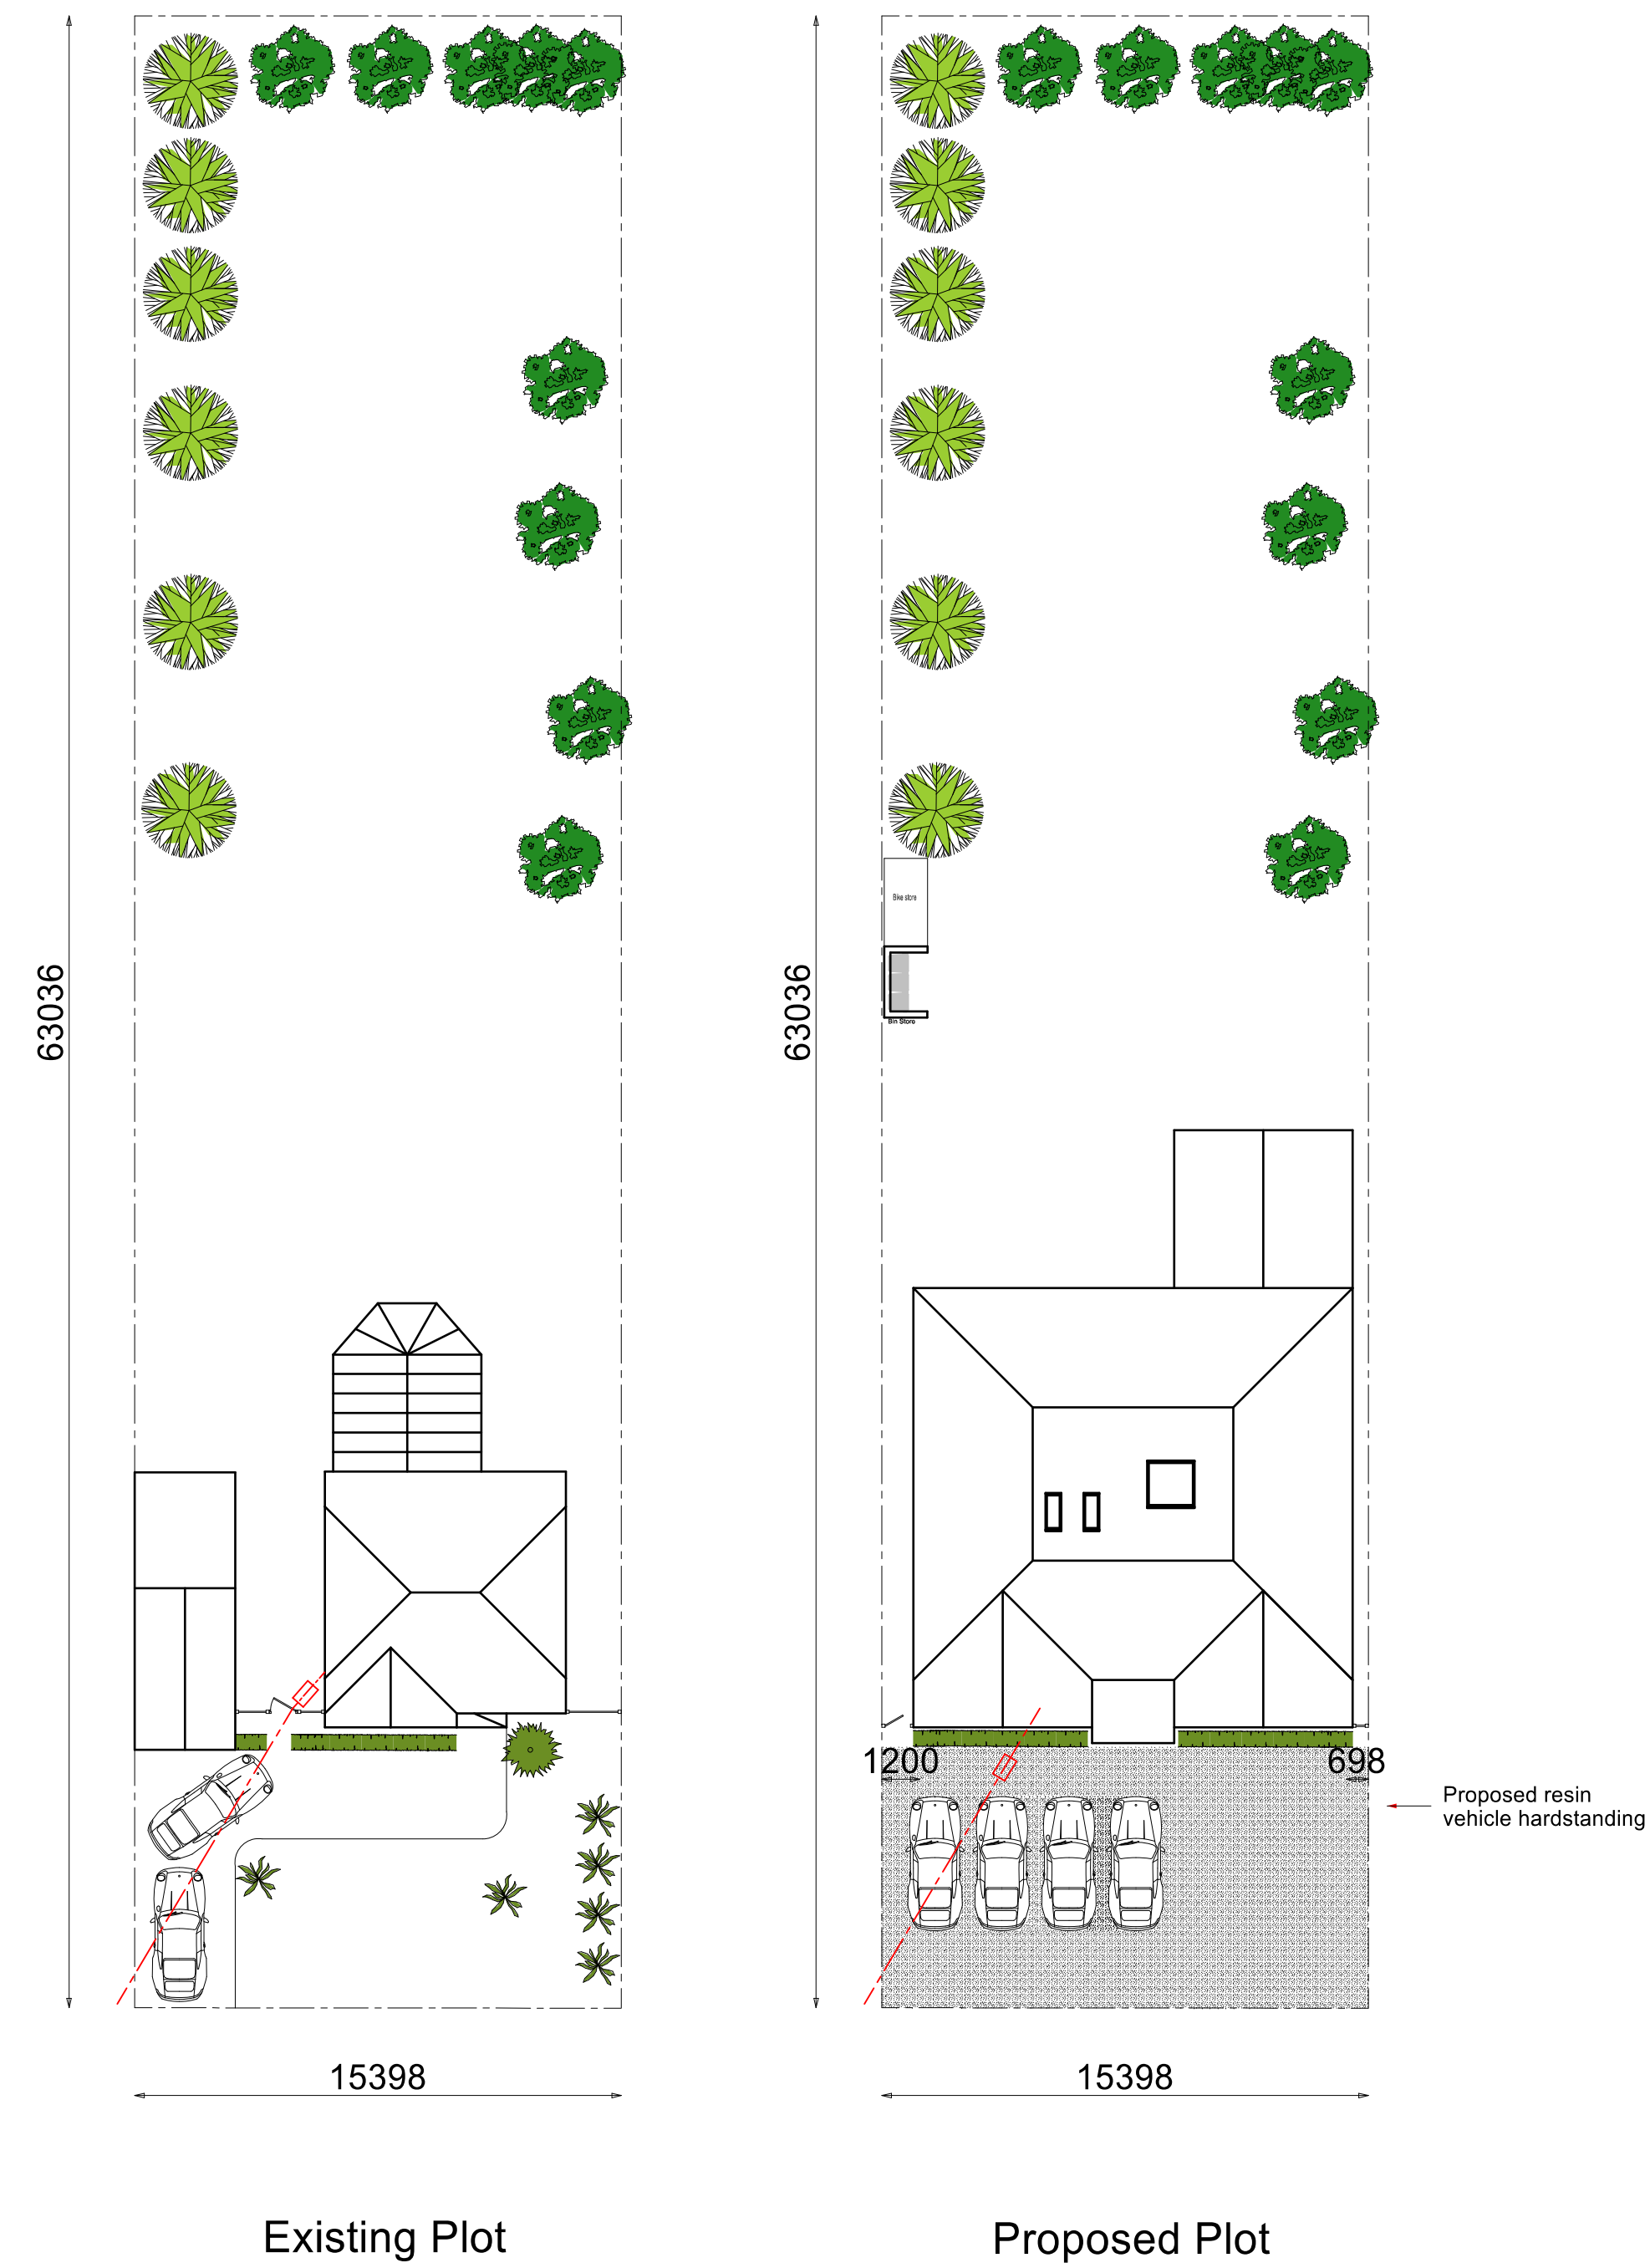 63036
63036
Bike store
Bin Store
1200
698
Proposed resin
vehicle hardstanding
15398
15398
Existing Plot
Proposed Plot